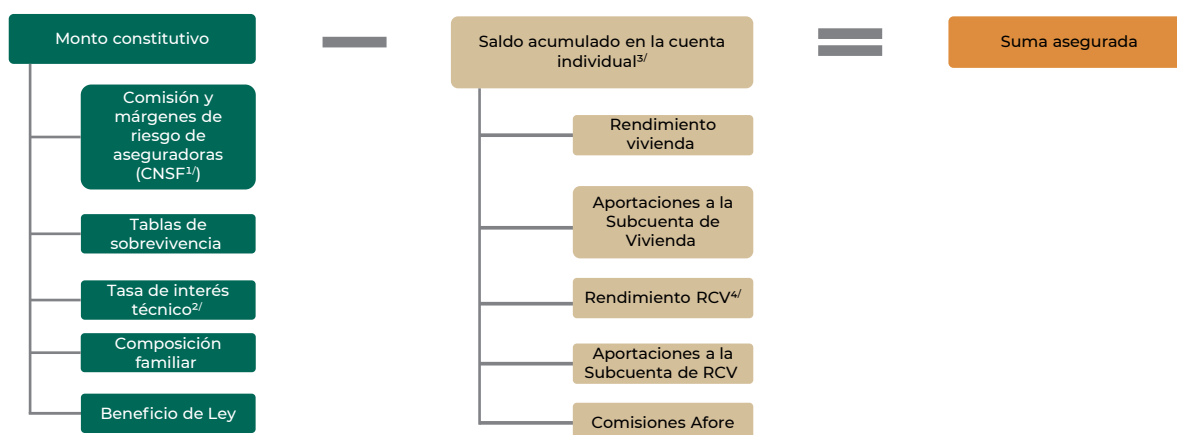 Monto constitutivo
Comisión y
márgenes de
riesgo de
aseguradoras
(CNSF¹/)
Tablas de
sobrevivencia
Tasa de interés
técnico²/
Composición
familiar
Beneficio de Ley
Saldo acumulado en la cuenta
individual³/
Rendimiento
vivienda
Aportaciones a la
Subcuenta de
Vivienda
Rendimiento RCV⁴/
Aportaciones a la
Subcuenta de RCV
Comisiones Afore
Suma asegurada